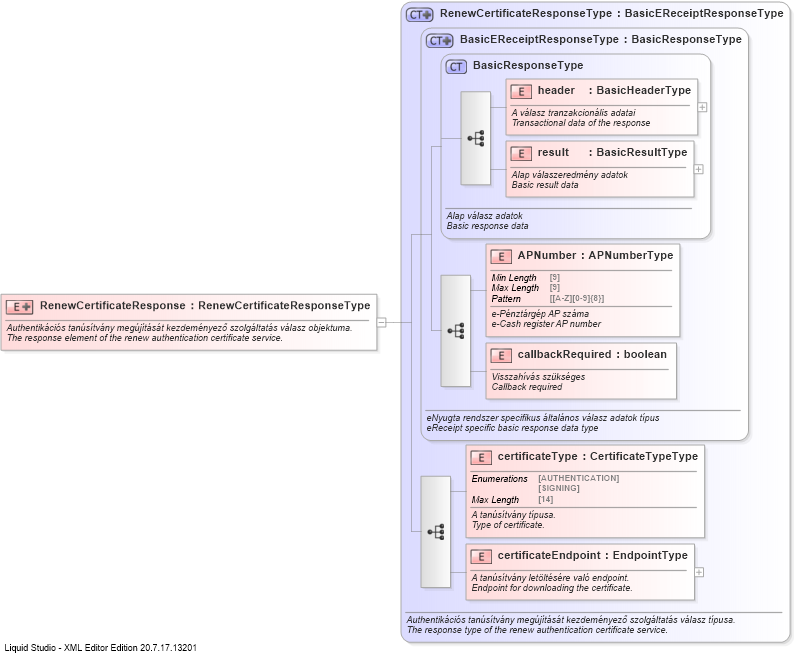 CT+ RenewCertificateResponseType : BasicEReceiptResponseType
CT+ BasicEReceiptResponseType : BasicResponseType
CT BasicResponseType
E header : BasicHeaderType
A válasz tranzakcionális adatai
Transactional data of the response
E result : BasicResultType
Alap válaszeredmény adatok
Basic result data
Alap válasz adatok
Basic response data
E APNumber : APNumberType
Min Length [9]
Max Length [9]
Pattern [[A-Z][0-9]{8}]
e-Pénztárgép AP száma
e-Cash register AP number
E callbackRequired : boolean
Visszahívás szükséges
Callback required
eNyugta rendszer specifikus általános válasz adatok típus
eReceipt specific basic response data type
E+ RenewCertificateResponse : RenewCertificateResponseType
Authentikációs tanúsítvány megújítását kezdeményező szolgáltatás válasz objektuma.
The response element of the renew authentication certificate service.
E certificateType : CertificateTypeType
Enumerations [AUTHENTICATION]
[SIGNING]
Max Length [14]
A tanúsítvány típusa.
Type of certificate.
E certificateEndpoint : EndpointType
A tanúsítvány letöltésére való endpoint.
Endpoint for downloading the certificate.
Authentikációs tanúsítvány megújítását kezdeményező szolgáltatás válasz típusa.
The response type of the renew authentication certificate service.
Liquid Studio - XML Editor Edition 20.7.17.13201